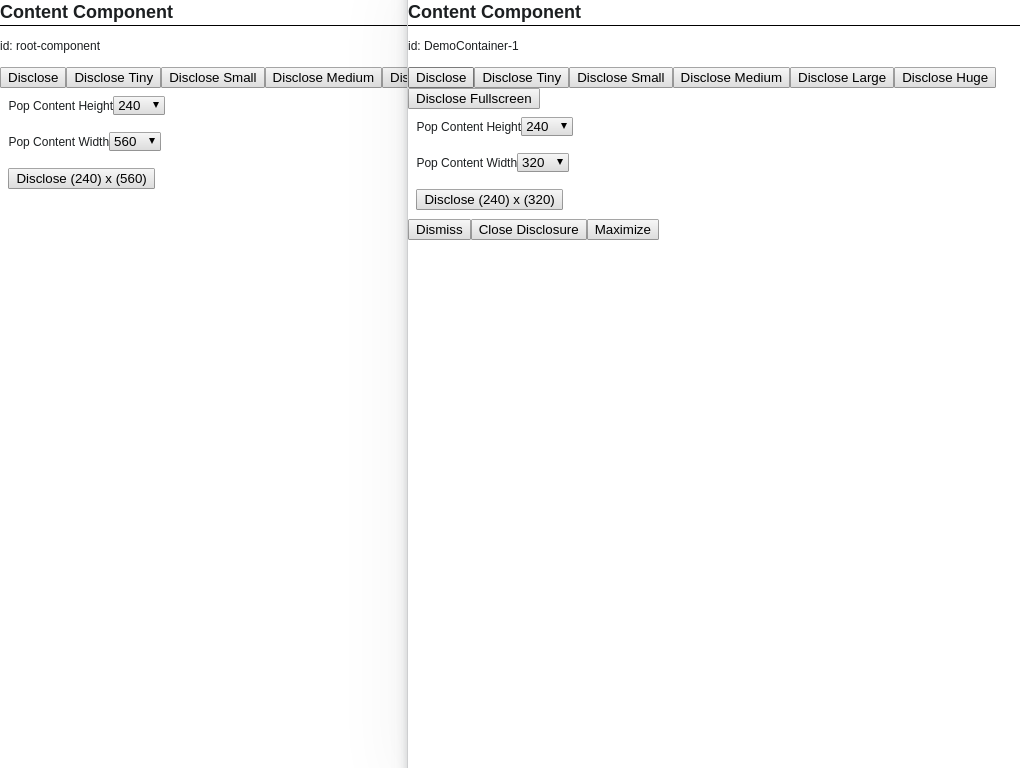 Content Component
id: root-component
Disclose Disclose Tiny Disclose Small Disclose Medium
Pop Content Height 240
Pop Content Width 560
Disclose (240) x (560)
Content Component
id: DemoContainer-1
Disclose Disclose Tiny Disclose Small Disclose Medium Disclose Large Disclose Huge
Disclose Fullscreen
Pop Content Height 240
Pop Content Width 320
Disclose (240) x (320)
Dismiss Close Disclosure Maximize